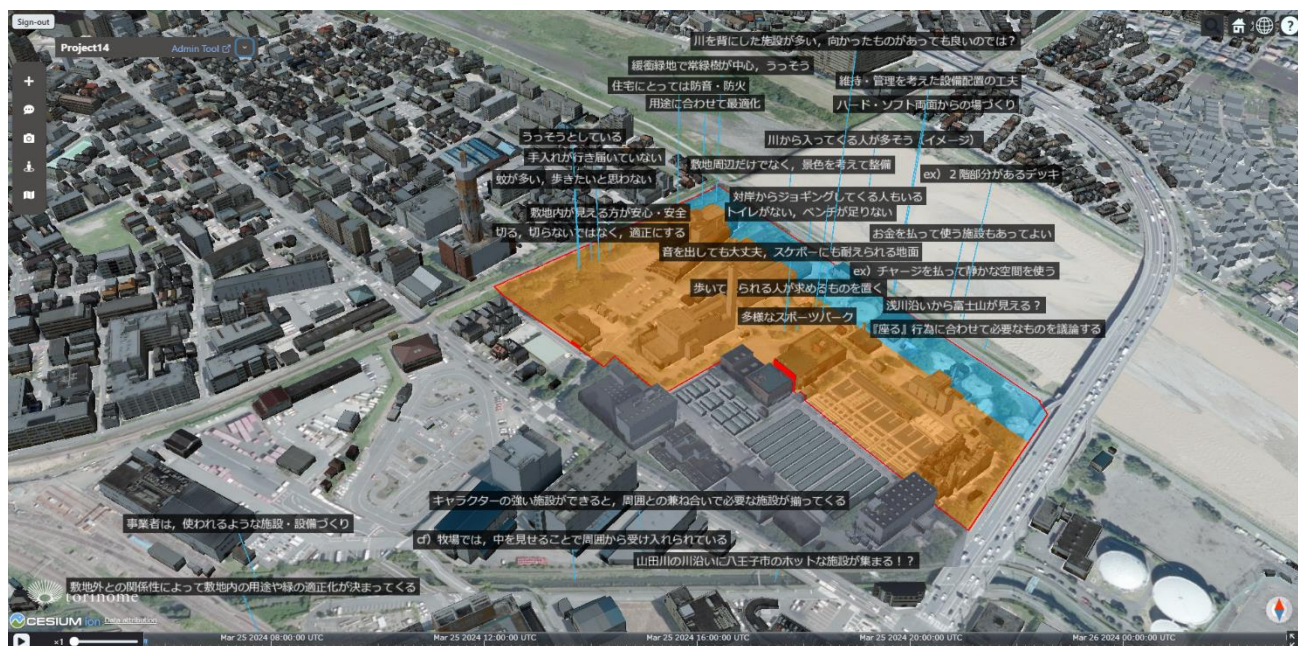 Sign-out
Project14
Admin Tool
川を背にした施設が多い，向かったものがあっても良いのでは？
緩衝緑地で常緑樹が中心，うっそう
維持・管理を考えた設備配置の工夫
住宅にとっては防音・防火
用途に合わせて最適化
ハード・ソフト両面からの場づくり
うっそうとしている
川から入ってくる人が多そう（イメージ）
手入れが行き届いていない
敷地周辺だけでなく，景色を考えて整備
蚊が多い，歩きたいと思わない
ex）２階部分があるデッキ
対岸からジョギングしてくる人もいる
敷地内が見える方が安心・安全
トイレがない，ベンチが足りない
切る，切らないではなく，適正にする
お金を払って使う施設もあってよい
音を出しても大丈夫，スケボーにも耐えられる地面
ex）チャージを払って静かな空間を使う
られる人が求めるものを置く
浅川沿いから富士山が見える？
多様なスポーツパーク
『座る』行為に合わせて必要なものを議論する
キャラクターの強い施設ができると，周囲との兼ね合いで必要な施設が揃ってくる
事業者は，使われるような施設・設備づくり
cf）牧場では，中を見せることで周囲から受け入れられている
山田川の川沿いに八王子市のホットな施設が集まる！？
敷地外との関係性によって敷地内の用途や緑の適正化が決まってくる
torinome
CESIUM ion Data attribution
x1
Mar 25 2024 08:00:00 UTC
Mar 25 2024 12:00:00 UTC
Mar 25 2024 16:00:00 UTC
Mar 25 2024 20:00:00 UTC
Mar 26 2024 00:00:00 UTC